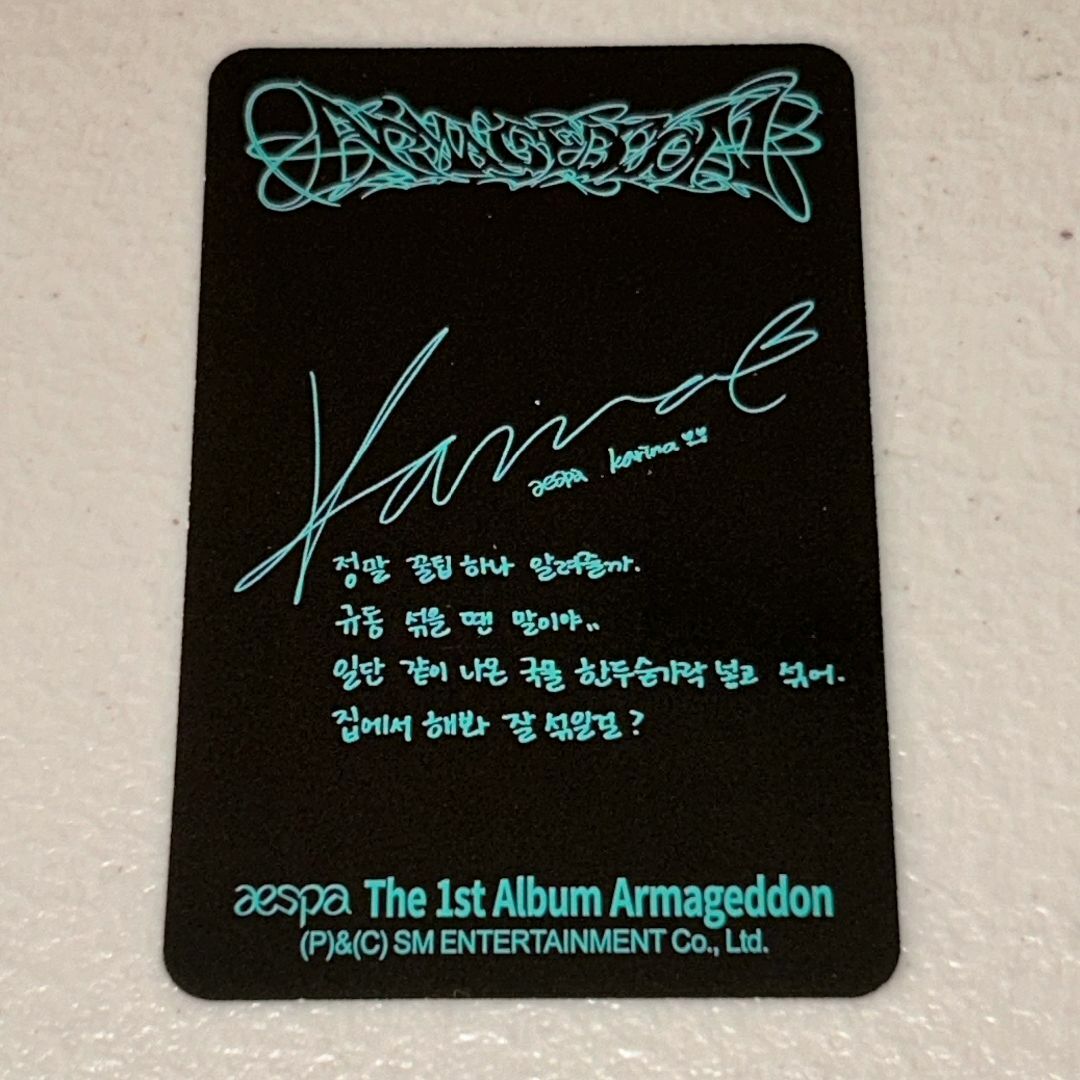 ARMAGEDDON
Karina
aespa karina
정말 꿀팁 하나 알려줄까.
규동 섞을 땐 말이야..
일단 같이 나온 국물 한두숟가락 넣고 섞어.
집에서 해봐 잘 섞일걸?
aespa The 1st Album Armageddon
(P)&(C) SM ENTERTAINMENT Co., Ltd.